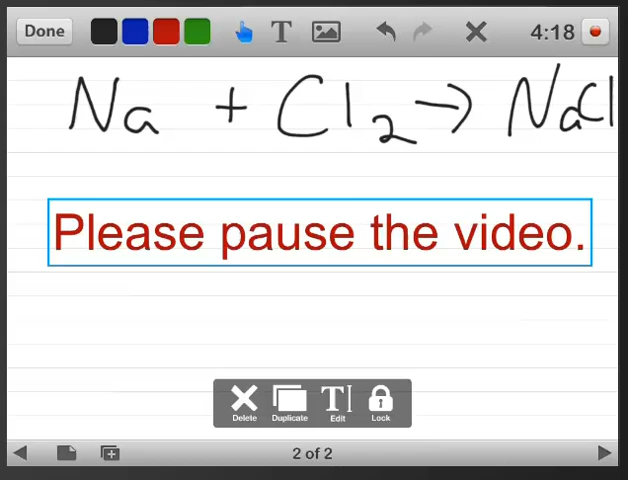 Done T 4:18
Na + Cl₂ → NaCl
Please pause the video.
Delete Duplicate Edit Lock
2 of 2